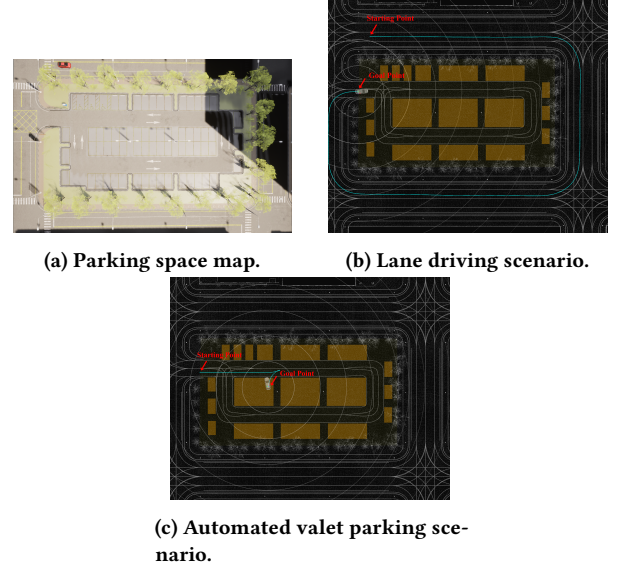 Starting Point
Goal Point
(a) Parking space map.
(b) Lane driving scenario.
Starting Point
Goal Point
(c) Automated valet parking sce-
nario.